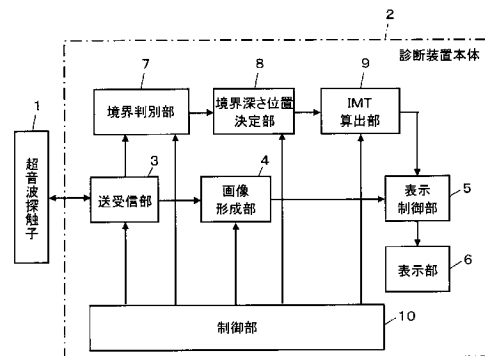 2
診断装置本体
7
境界判別部
8
境界深さ位置
決定部
9
IMT
算出部
1
超音波探触子
3
送受信部
4
画像
形成部
表示
制御部
5
表示部
6
制御部
10